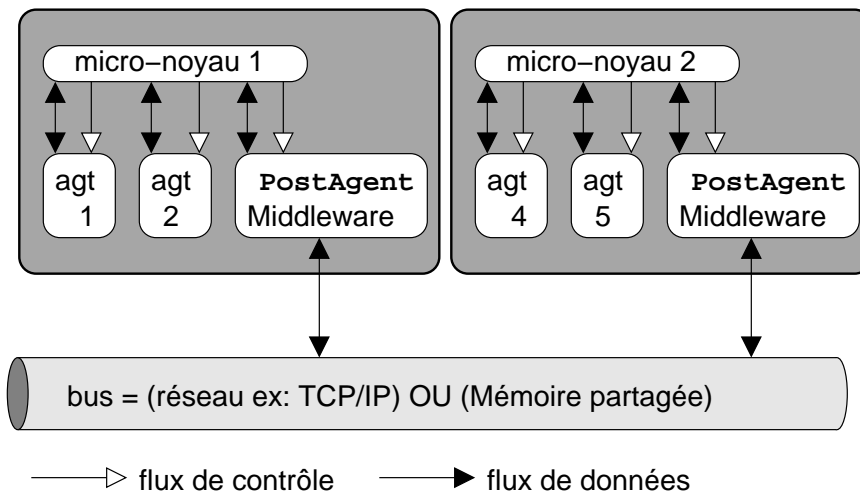 micro−noyau 1
micro−noyau 2
agt
1
agt
2
PostAgent
Middleware
agt
4
agt
5
PostAgent
Middleware
bus = (réseau ex: TCP/IP) OU (Mémoire partagée)
flux de contrôle
flux de données